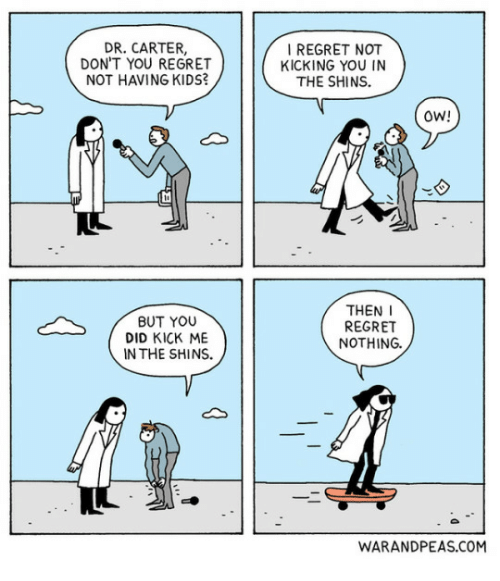 DR. CARTER,
DON'T YOU REGRET
NOT HAVING KIDS?
I REGRET NOT
KICKING YOU IN
THE SHINS.
OW!
BUT YOU
DID KICK ME
IN THE SHINS.
THEN I
REGRET
NOTHING.
WARANDPEAS.COM